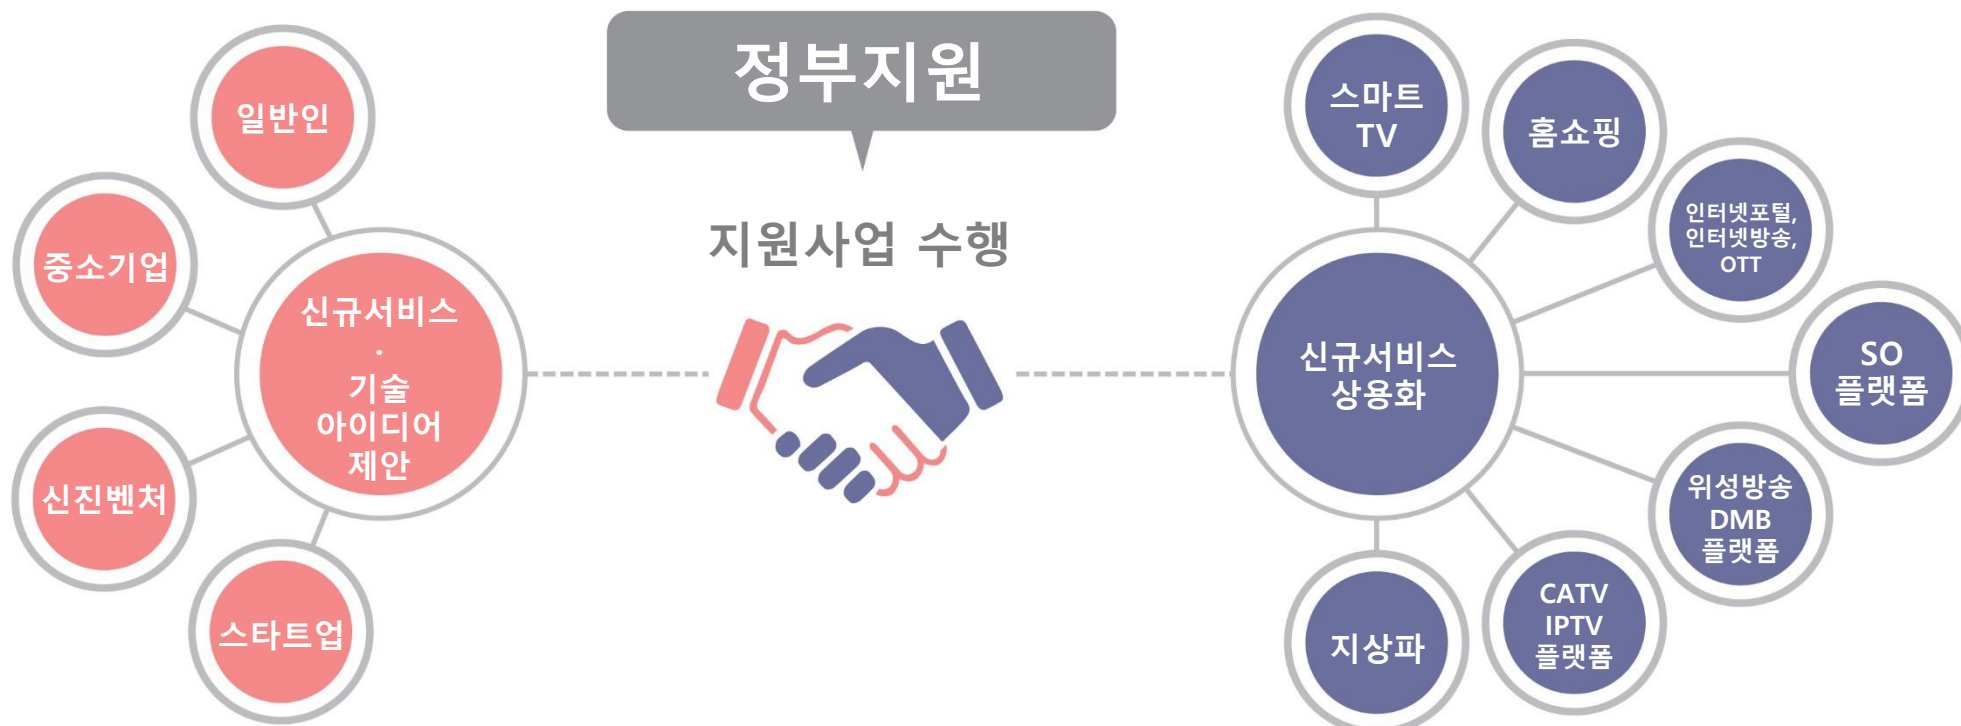 정부지원
지원사업 수행
일반인
중소기업
신규서비스
·
기술
아이디어
제안
신진벤처
스타트업
스마트
TV
홈쇼핑
인터넷포털,
인터넷방송,
OTT
신규서비스
상용화
SO
플랫폼
위성방송
DMB
플랫폼
CATV
IPTV
플랫폼
지상파